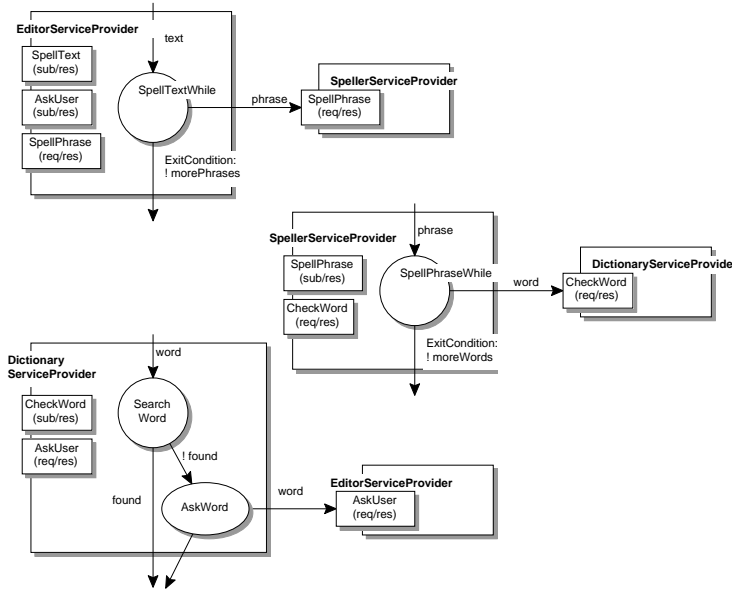 EditorServiceProvider
text
SpellText
(sub/res)
AskUser
(sub/res)
SpellPhrase
(req/res)
SpellTextWhile
ExitCondition:
! morePhrases
phrase
SpellerServiceProvider
SpellPhrase
(req/res)
SpellerServiceProvider
phrase
SpellPhrase
(sub/res)
CheckWord
(req/res)
SpellPhraseWhile
ExitCondition:
! moreWords
word
DictionaryServiceProvide
CheckWord
(req/res)
Dictionary
ServiceProvider
word
CheckWord
(sub/res)
AskUser
(req/res)
Search
Word
! found
found
AskWord
word
EditorServiceProvider
AskUser
(req/res)